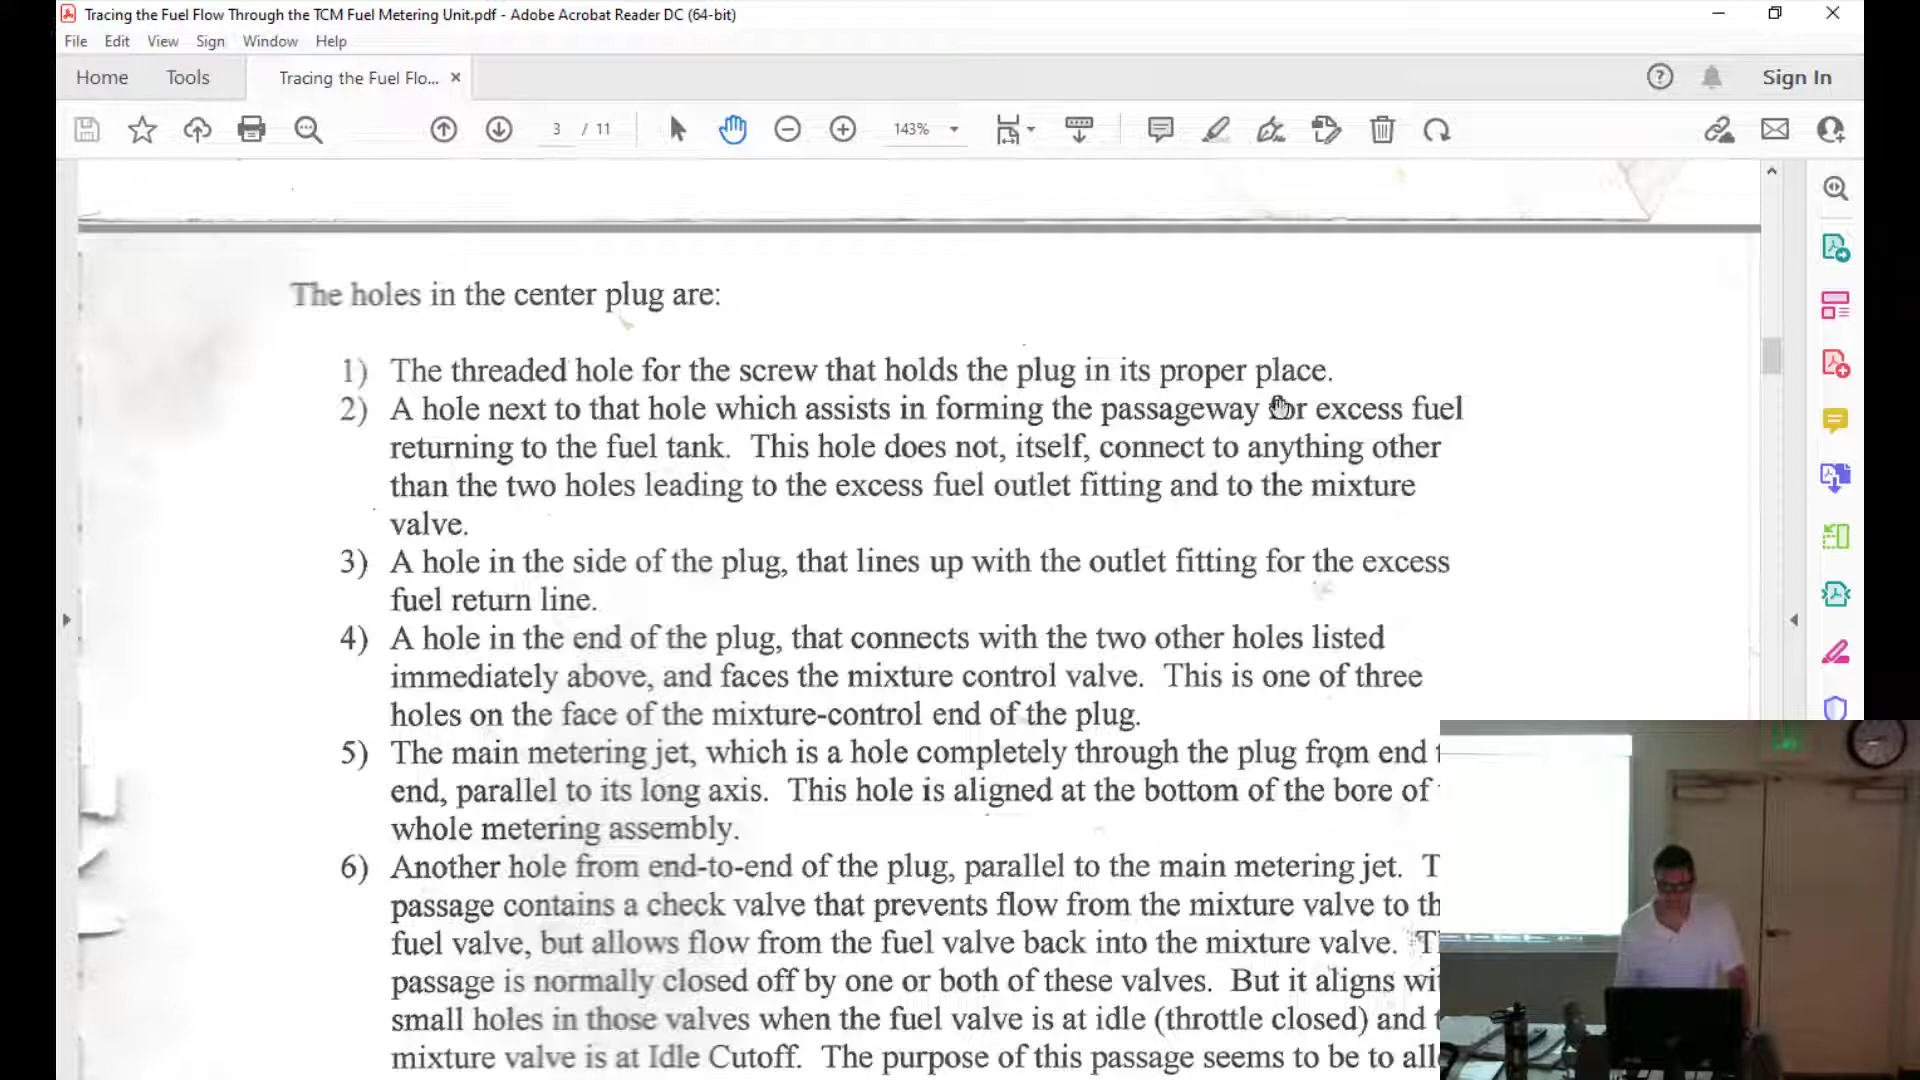 Tracing the Fuel Flow Through the TCM Fuel Metering Unit.pdf - Adobe Acrobat Reader DC (64-bit)
File Edit View Sign Window Help
Home Tools Tracing the Fuel Flo... × Sign In
3 / 11 143%
The holes in the center plug are:
1) The threaded hole for the screw that holds the plug in its proper place.
2) A hole next to that hole which assists in forming the passageway for excess fuel
returning to the fuel tank. This hole does not, itself, connect to anything other
than the two holes leading to the excess fuel outlet fitting and to the mixture
valve.
3) A hole in the side of the plug, that lines up with the outlet fitting for the excess
fuel return line.
4) A hole in the end of the plug, that connects with the two other holes listed
immediately above, and faces the mixture control valve. This is one of three
holes on the face of the mixture-control end of the plug.
5) The main metering jet, which is a hole completely through the plug from end
end, parallel to its long axis. This hole is aligned at the bottom of the bore of
whole metering assembly.
6) Another hole from end-to-end of the plug, parallel to the main metering jet.
passage contains a check valve that prevents flow from the mixture valve to
fuel valve, but allows flow from the fuel valve back into the mixture valve.
passage is normally closed off by one or both of these valves. But it aligns
small holes in those valves when the fuel valve is at idle (throttle closed) and
mixture valve is at Idle Cutoff. The purpose of this passage seems to be to